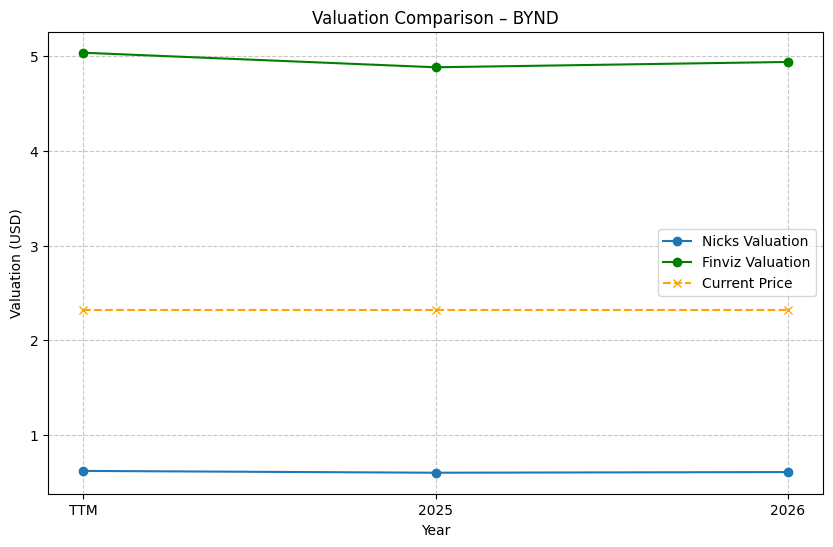 Valuation Comparison – BYND
Valuation (USD)
5
4
3
2
1
Nicks Valuation
Finviz Valuation
Current Price
TTM
2025
2026
Year